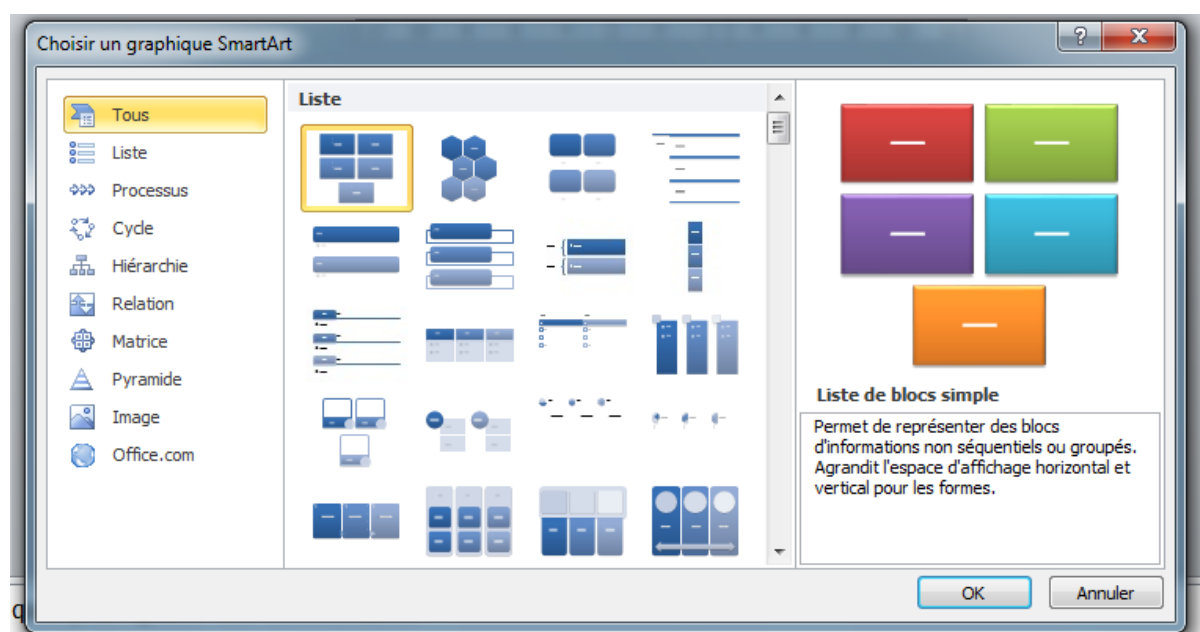 Choisir un graphique SmartArt
Tous
Liste
Processus
Cycle
Hiérarchie
Relation
Matrice
Pyramide
Image
Office.com
Liste
Liste de blocs simple
Permet de représenter des blocs
d'informations non séquentiels ou groupés.
Agrandit l'espace d'affichage horizontal et
vertical pour les formes.
OK
Annuler
q